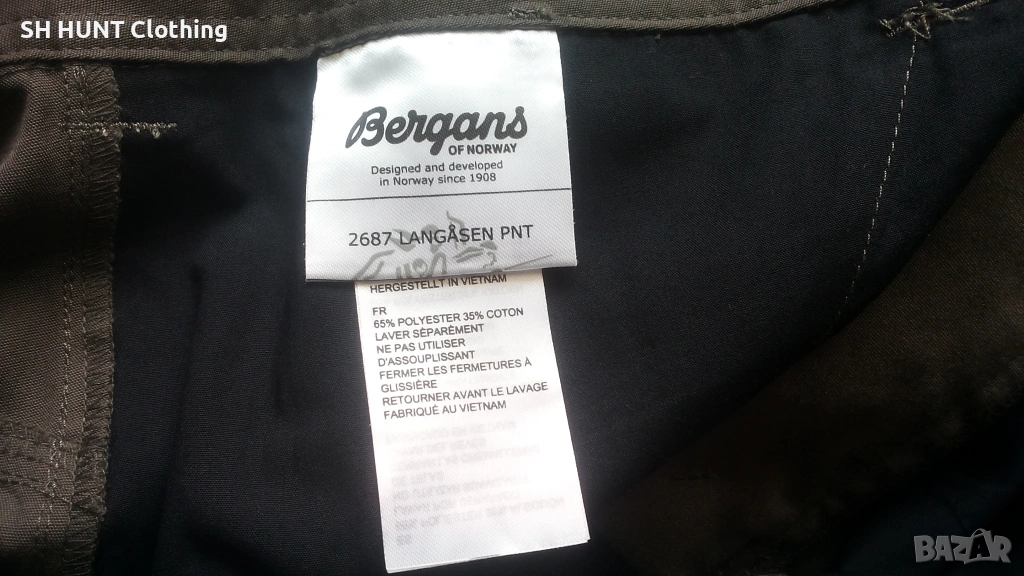 SH HUNT Clothing
Bergans
OF NORWAY
Designed and developed
in Norway since 1908
2687 LANGÅSEN PNT
HERGESTELLT IN VIETNAM
FR
65% POLYESTER 35% COTON
LAVER SÉPARÉMENT
NE PAS UTILISER
D'ASSOUPLISSANT
FERMER LES FERMETURES À
GLISSIÈRE
RETOURNER AVANT LE LAVAGE
FABRIQUÉ AU VIETNAM
BAZAR